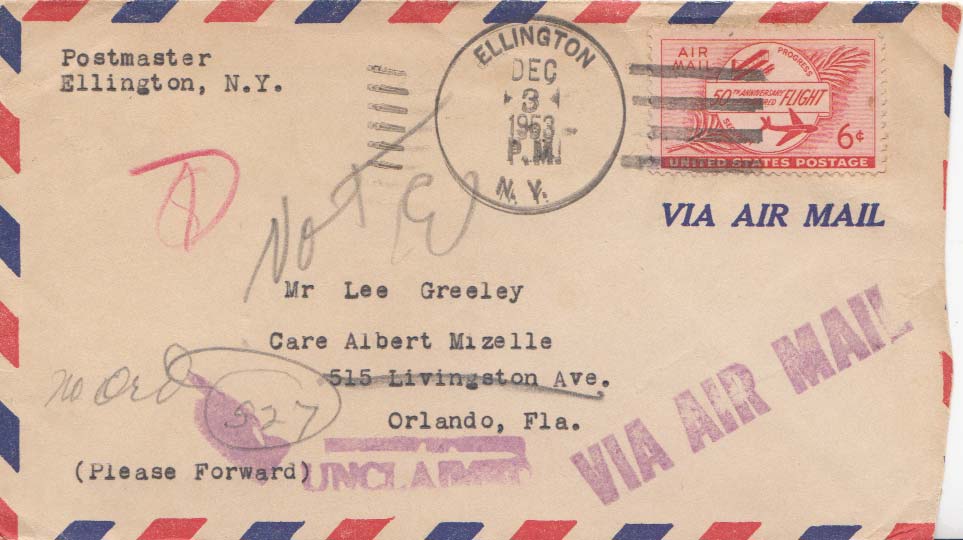 Postmaster
Ellington, N.Y.
ELLINGTON
DEC
3
1953
P.M.
N.Y.
AIR MAIL
PROGRESS
50TH ANNIVERSARY
FLIGHT
6¢
UNITED STATES POSTAGE
VIA AIR MAIL
Not
Mr Lee Greeley
Care Albert Mizelle
515 Livingston Ave.
no Ord
527
Orlando, Fla.
(Please Forward)
UNCLAIMED
VIA AIR MAIL